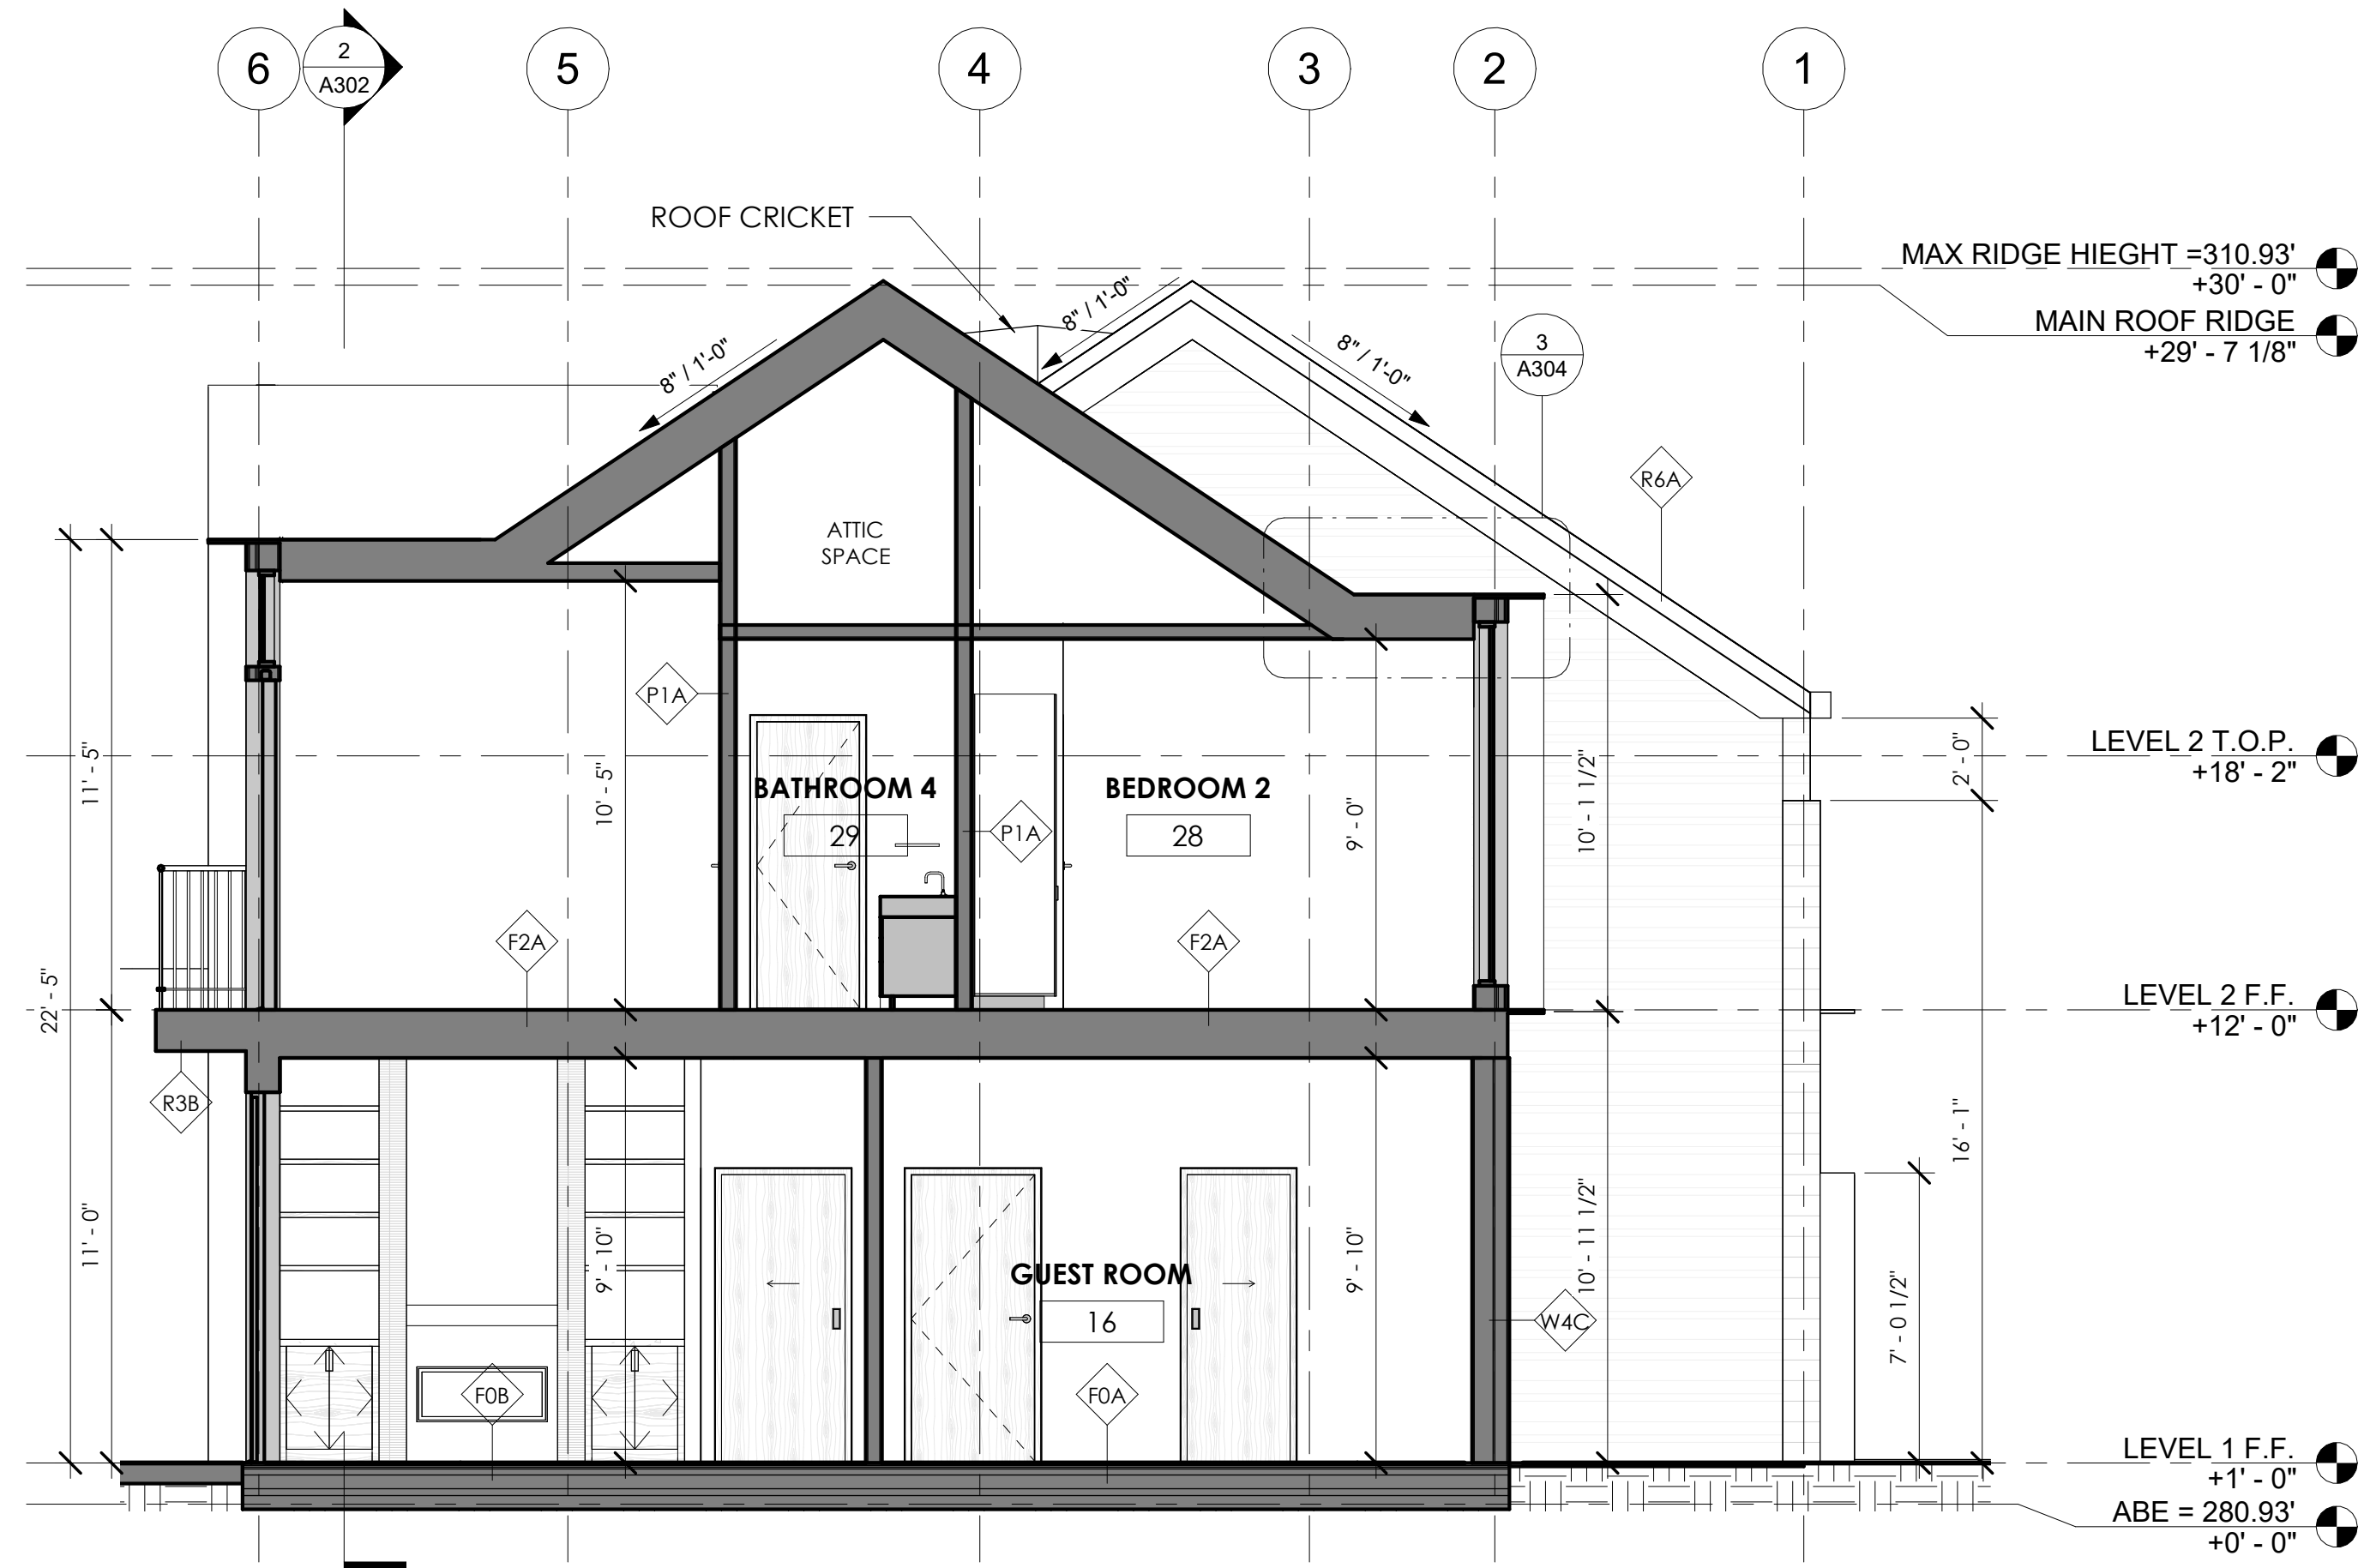 6
2
A302
5
4
3
2
1
ROOF CRICKET
MAX RIDGE HIEGHT =310.93'
+30' - 0"
MAIN ROOF RIDGE
+29' - 7 1/8"
8" / 1'-0"
8" / 1'-0"
8" / 1'-0"
3
A304
R6A
ATTIC
SPACE
P1A
LEVEL 2 T.O.P.
+18' - 2"
11' - 5"
10' - 5"
BATHROOM 4
29
P1A
BEDROOM 2
28
9' - 0"
10' - 1 1/2"
2' - 0"
F2A
F2A
22' - 5"
LEVEL 2 F.F.
+12' - 0"
R3B
11' - 0"
9' - 10"
GUEST ROOM
16
9' - 10"
10' - 11 1/2"
W4C
16' - 1"
7' - 0 1/2"
F0B
F0A
LEVEL 1 F.F.
+1' - 0"
ABE = 280.93'
+0' - 0"